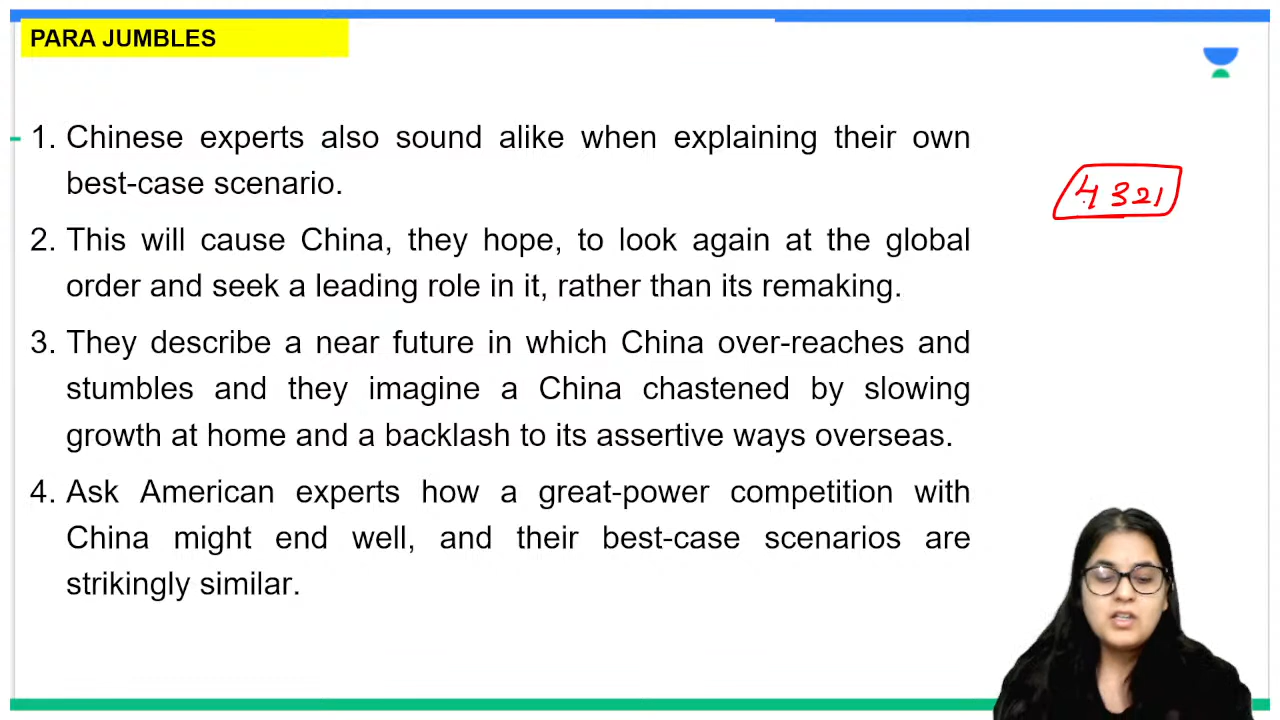 PARA JUMBLES
1. Chinese experts also sound alike when explaining their own
best-case scenario.
4 3 2 1
2. This will cause China, they hope, to look again at the global
order and seek a leading role in it, rather than its remaking.
3. They describe a near future in which China over-reaches and
stumbles and they imagine a China chastened by slowing
growth at home and a backlash to its assertive ways overseas.
4. Ask American experts how a great-power competition with
China might end well, and their best-case scenarios are
strikingly similar.